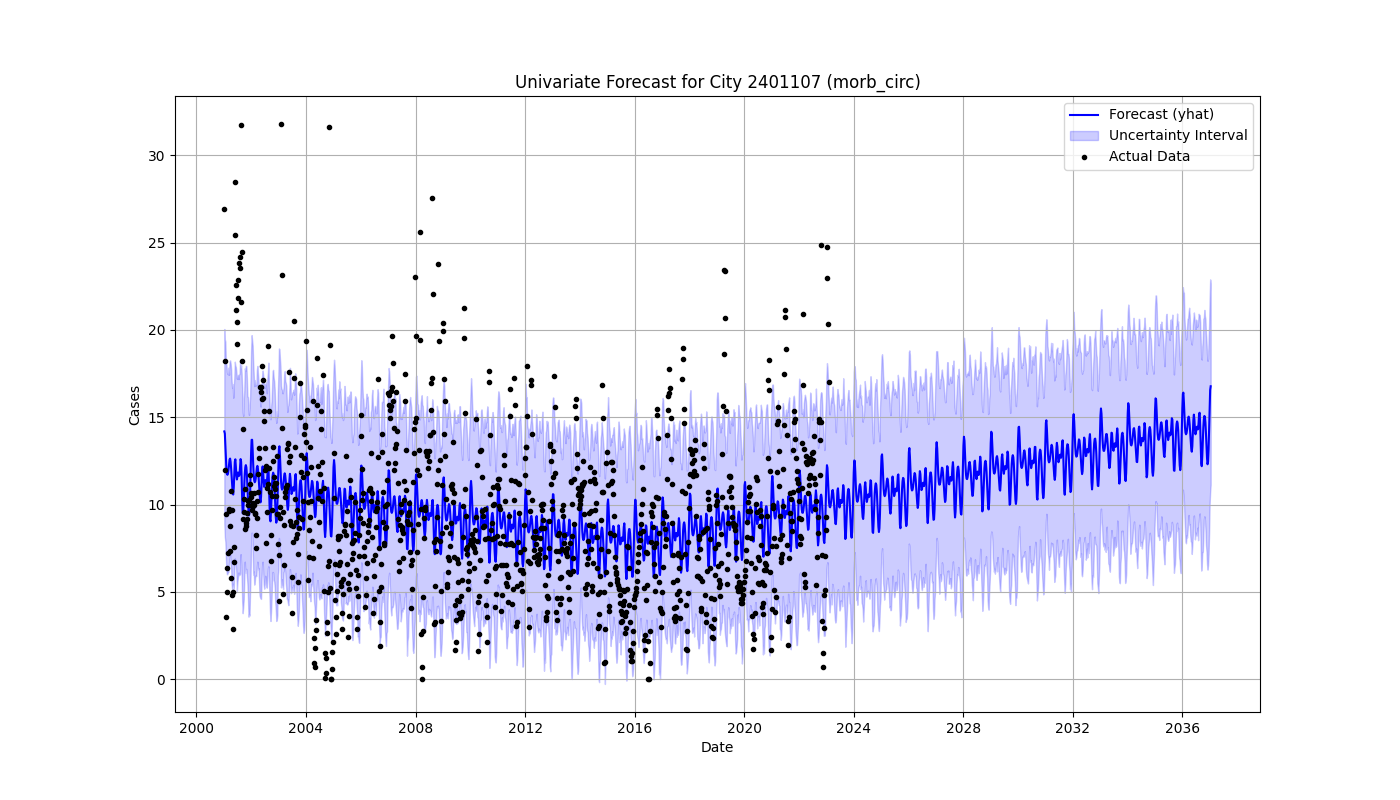 Univariate Forecast for City 2401107 (morb_circ)
Forecast (yhat)
Uncertainty Interval
Actual Data
Cases
30
25
20
15
10
5
0
2000 2004 2008 2012 2016 2020 2024 2028 2032 2036
Date